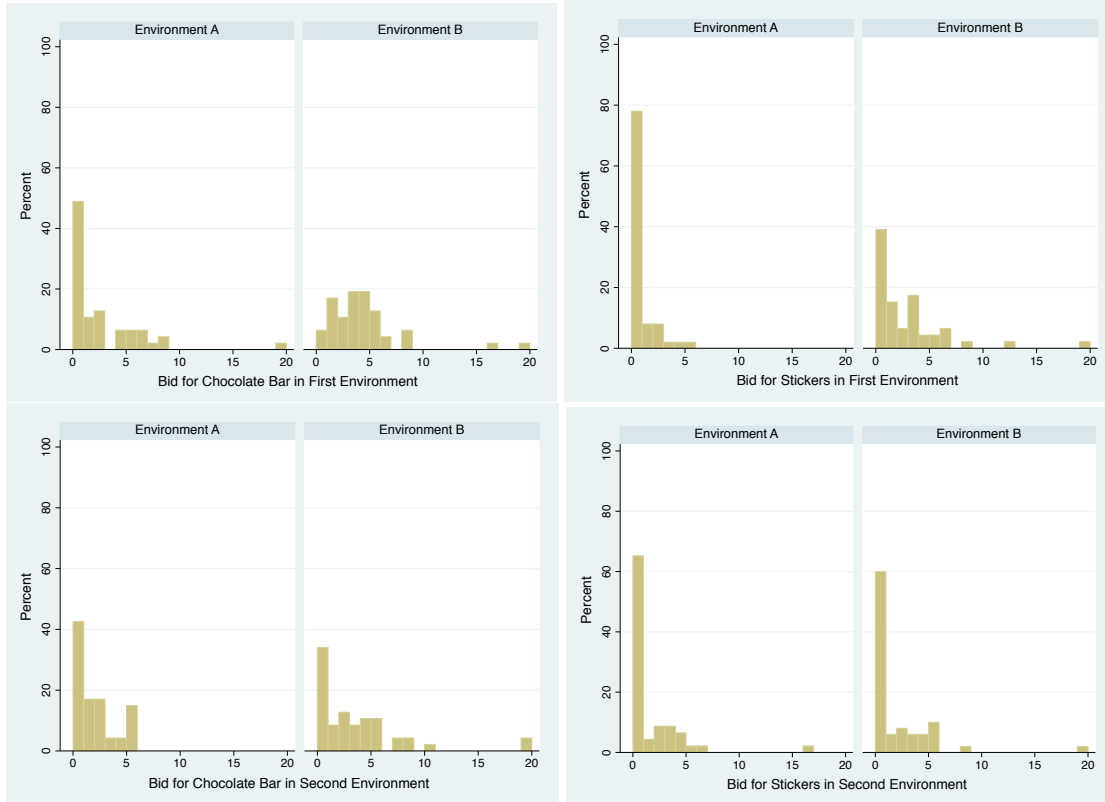 Environment A Environment B
100
80
60
40
20
0
Percent
0 5 10 15 20 0 5 10 15 20
Bid for Chocolate Bar in First Environment
Environment A Environment B
100
80
60
40
20
0
Percent
0 5 10 15 20 0 5 10 15 20
Bid for Stickers in First Environment
Environment A Environment B
100
80
60
40
20
0
Percent
0 5 10 15 20 0 5 10 15 20
Bid for Chocolate Bar in Second Environment
Environment A Environment B
100
80
60
40
20
0
Percent
0 5 10 15 20 0 5 10 15 20
Bid for Stickers in Second Environment